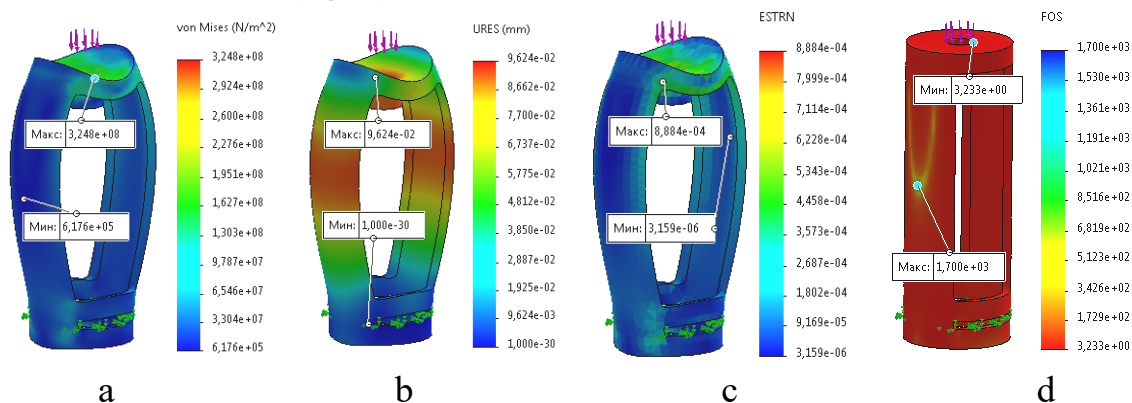 von Mises (N/m^2)
3,248e+08
2,924e+08
2,600e+08
2,276e+08
1,951e+08
1,627e+08
1,303e+08
9,787e+07
6,546e+07
3,304e+07
6,176e+05
Макс: 3,248e+08
Мин: 6,176e+05
a
URES (mm)
9,624e-02
8,662e-02
7,700e-02
6,737e-02
5,775e-02
4,812e-02
3,850e-02
2,887e-02
1,925e-02
9,624e-03
1,000e-30
Макс: 9,624e-02
Мин: 1,000e-30
b
ESTRN
8,884e-04
7,999e-04
7,114e-04
6,228e-04
5,343e-04
4,458e-04
3,573e-04
2,687e-04
1,802e-04
9,169e-05
3,159e-06
Макс: 8,884e-04
Мин: 3,159e-06
c
FOS
1,700e+03
1,530e+03
1,361e+03
1,191e+03
1,021e+03
8,516e+02
6,819e+02
5,123e+02
3,426e+02
1,729e+02
3,233e+00
Мин: 3,233e+00
Макс: 1,700e+03
d